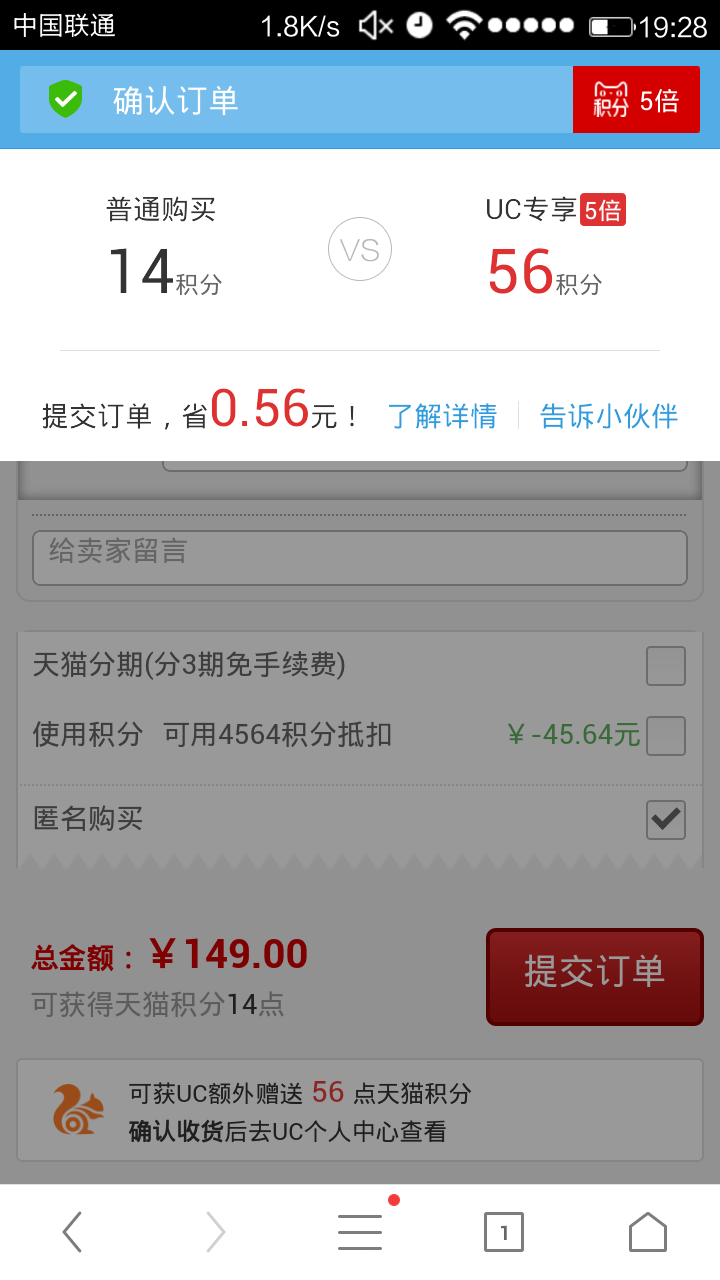 中国联通 1.8K/s 19:28
确认订单 积分 5倍
普通购买 VS UC专享 5倍
14积分 56积分
提交订单，省0.56元！ 了解详情 告诉小伙伴
给卖家留言
天猫分期(分3期免手续费)
使用积分 可用4564积分抵扣 ￥-45.64元
匿名购买
总金额：￥149.00 提交订单
可获得天猫积分14点
可获UC额外赠送 56 点天猫积分
确认收货后去UC个人中心查看
1